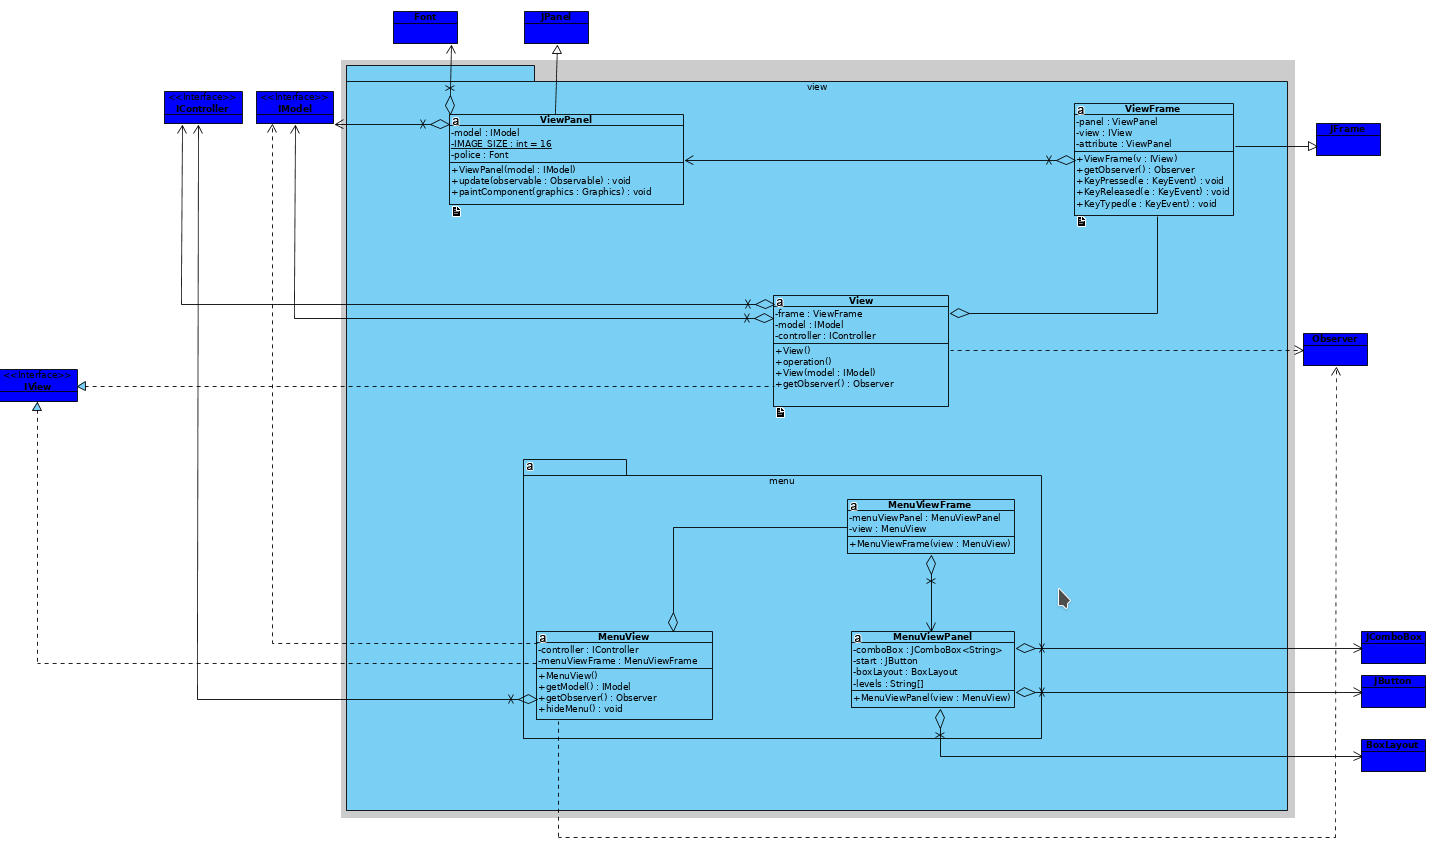 Font
JPanel
<<interface>>
IController
<<interface>>
IModel
view
ViewPanel
-model : IModel
-IMAGE_SIZE : int = 16
-police : Font
+ViewPanel(model : IModel)
+update(observable : Observable) : void
+paintComponent(graphics : Graphics) : void
ViewFrame
-panel : ViewPanel
-view : IView
-attribute : ViewPanel
+ViewFrame(v : IView)
+getObserver() : Observer
+KeyPressed(e : KeyEvent) : void
+KeyReleased(e : KeyEvent) : void
+KeyTyped(e : KeyEvent) : void
JFrame
View
-frame : ViewFrame
-model : IModel
-controller : IController
+View()
+operation()
+View(model : IModel)
+getObserver() : Observer
Observer
<<interface>>
IView
menu
MenuViewFrame
-menuViewPanel : MenuViewPanel
-view : MenuView
+MenuViewFrame(view : MenuView)
MenuView
-controller : IController
-menuViewFrame : MenuViewFrame
+MenuView()
+getModel() : IModel
+getObserver() : Observer
+hideMenu() : void
MenuViewPanel
-comboBox : JComboBox<String>
-start : JButton
-boxLayout : BoxLayout
-levels : String[]
+MenuViewPanel(view : MenuView)
JComboBox
JButton
BoxLayout